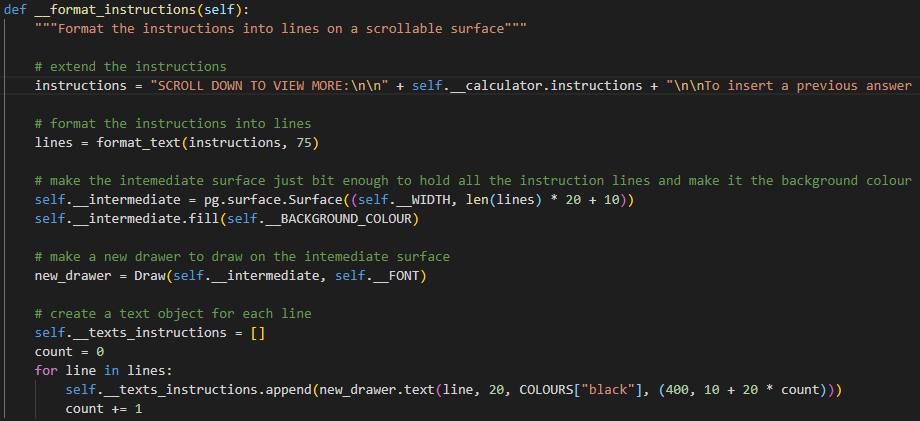 def __format_instructions(self):
    """Format the instructions into lines on a scrollable surface"""
    # extend the instructions
    instructions = "SCROLL DOWN TO VIEW MORE:\n\n" + self.__calculator.instructions + "\n\nTo insert a previous answer
    # format the instructions into lines
    lines = format_text(instructions, 75)
    # make the intemediate surface just bit enough to hold all the instruction lines and make it the background colour
    self.__intermediate = pg.surface.Surface((self.__WIDTH, len(lines) * 20 + 10))
    self.__intermediate.fill(self.__BACKGROUND_COLOUR)
    # make a new drawer to draw on the intemediate surface
    new_drawer = Draw(self.__intermediate, self.__FONT)
    # create a text object for each line
    self.__texts_instructions = []
    count = 0
    for line in lines:
        self.__texts_instructions.append(new_drawer.text(line, 20, COLOURS["black"], (400, 10 + 20 * count)))
        count += 1